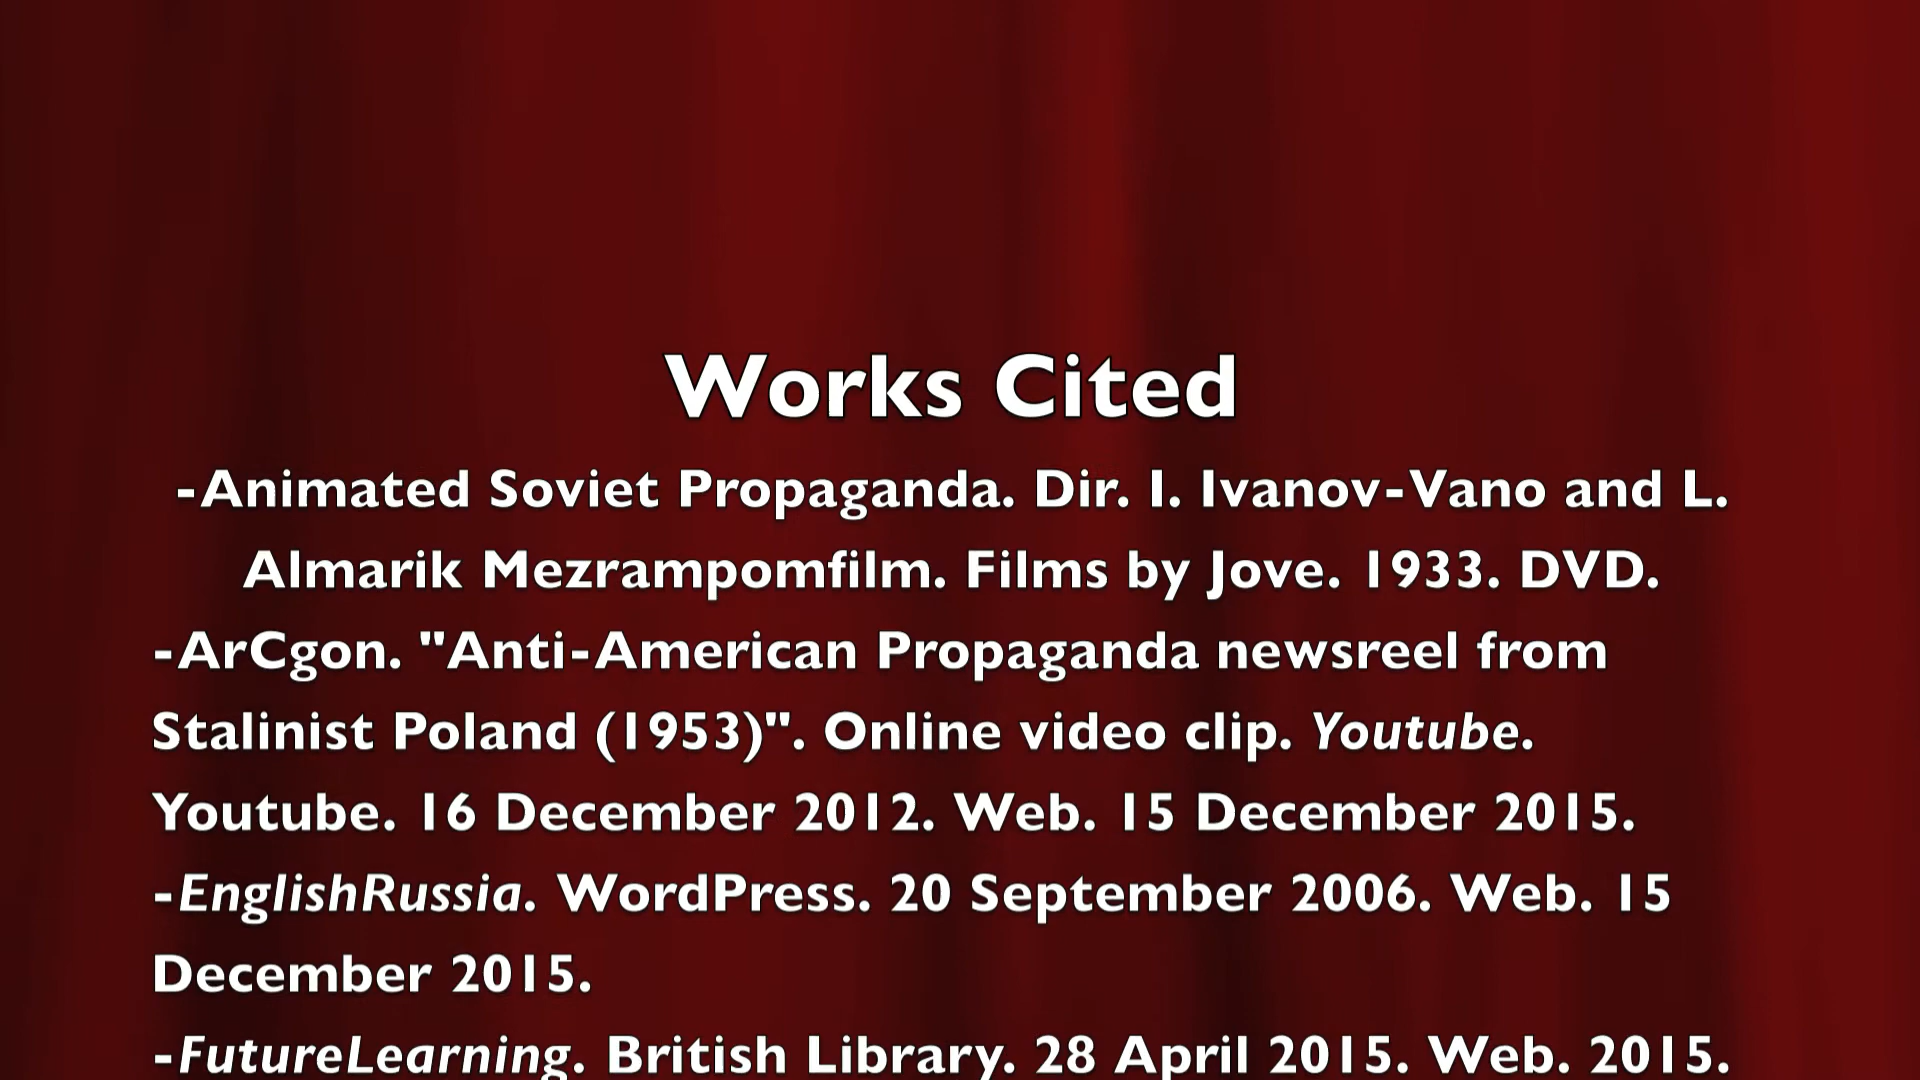 Works Cited
-Animated Soviet Propaganda. Dir. I. Ivanov-Vano and L.
Almarik Mezrampomfilm. Films by Jove. 1933. DVD.
-ArCgon. "Anti-American Propaganda newsreel from
Stalinist Poland (1953)". Online video clip. Youtube.
Youtube. 16 December 2012. Web. 15 December 2015.
-EnglishRussia. WordPress. 20 September 2006. Web. 15
December 2015.
-FutureLearning. British Library. 28 April 2015. Web. 2015.